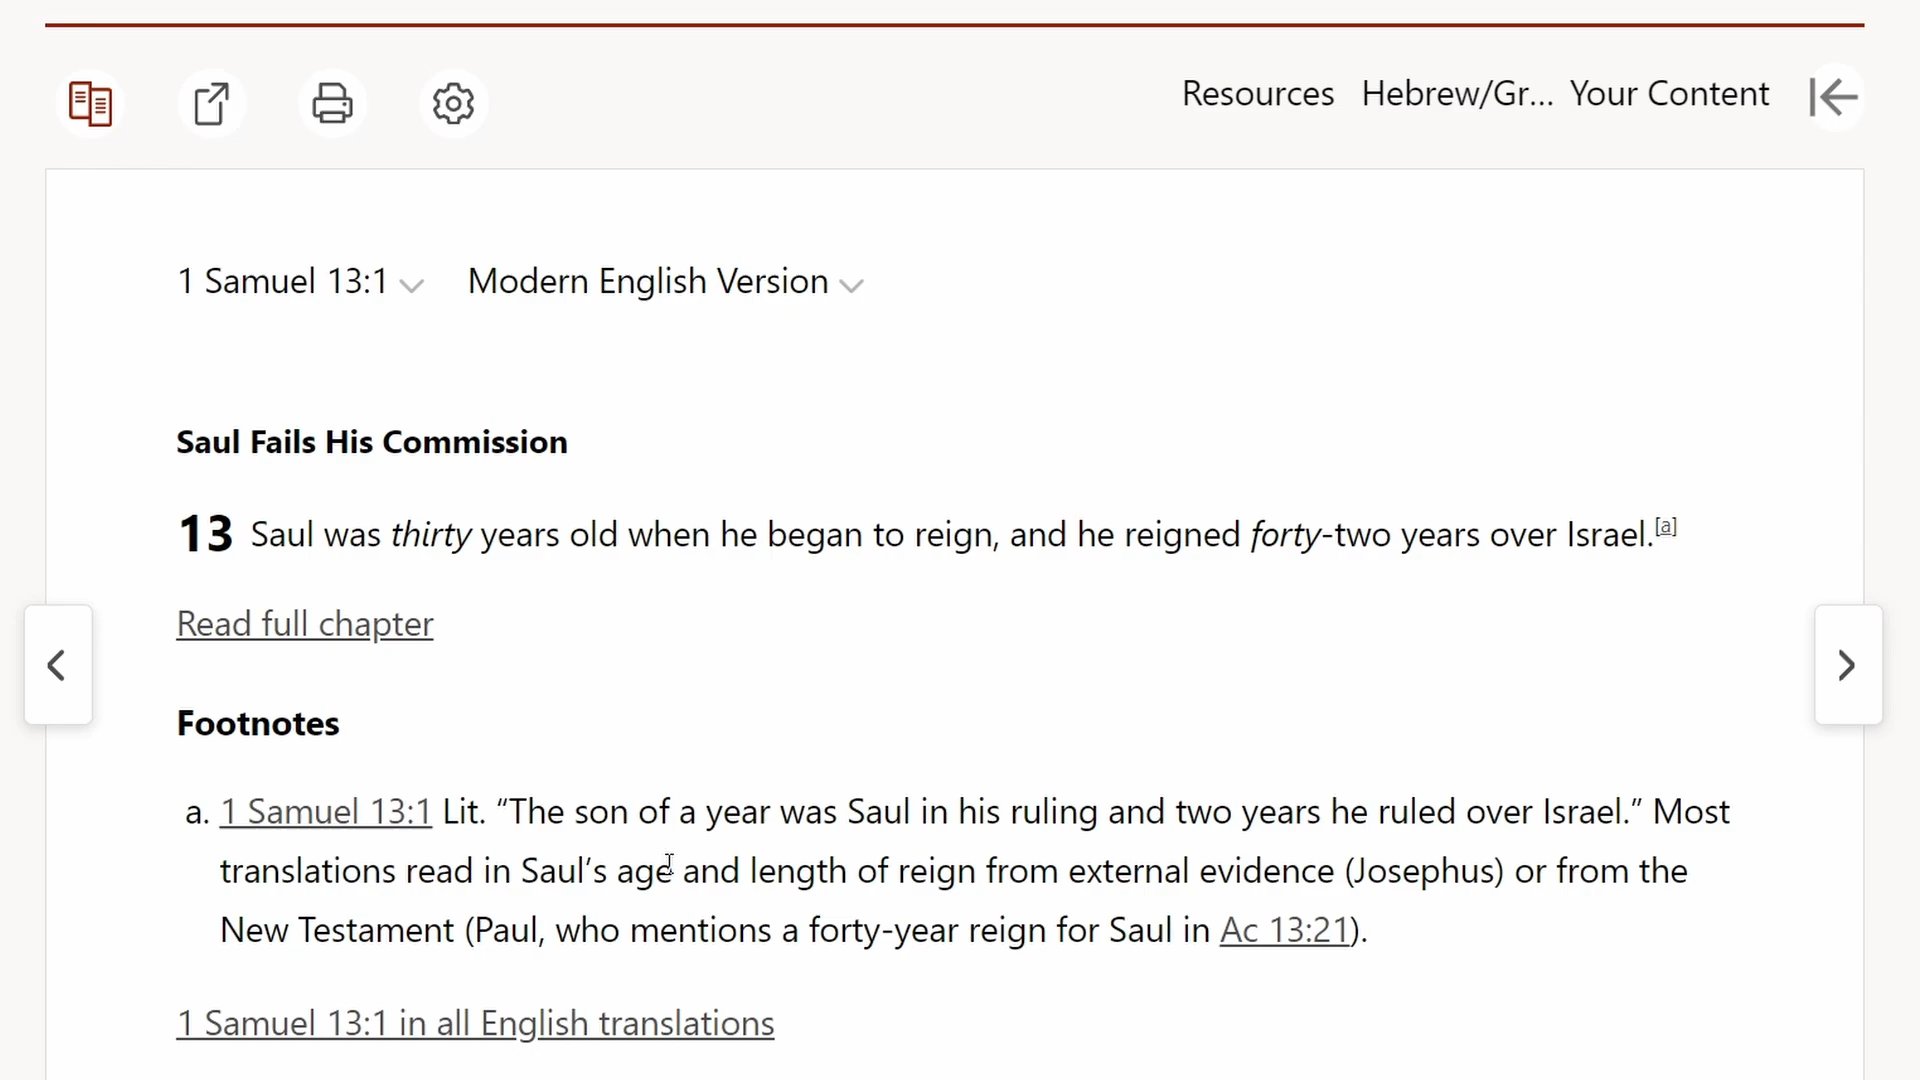 Resources Hebrew/Gr... Your Content
1 Samuel 13:1 Modern English Version
Saul Fails His Commission
13 Saul was thirty years old when he began to reign, and he reigned forty-two years over Israel.[a]
Read full chapter
Footnotes
a. 1 Samuel 13:1 Lit. “The son of a year was Saul in his ruling and two years he ruled over Israel.” Most
translations read in Saul’s age and length of reign from external evidence (Josephus) or from the
New Testament (Paul, who mentions a forty-year reign for Saul in Ac 13:21).
1 Samuel 13:1 in all English translations